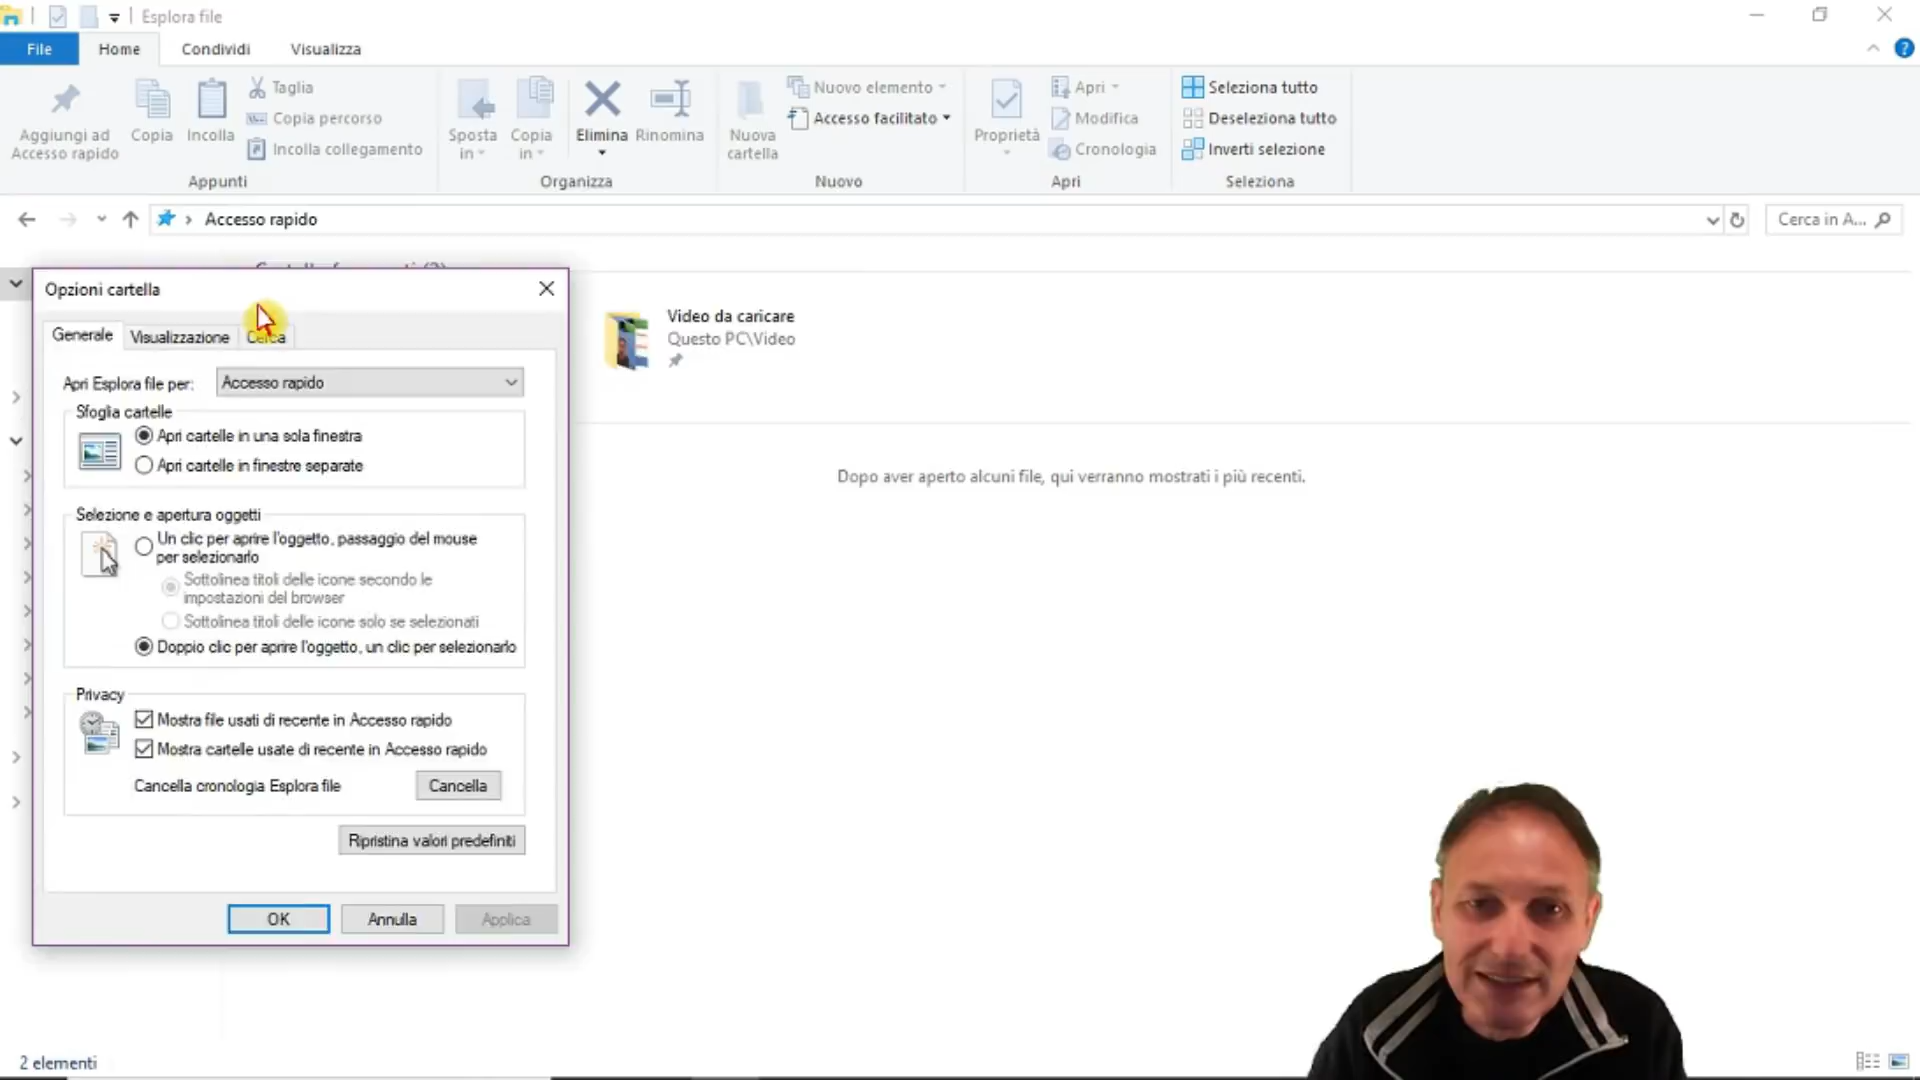 Esplora file
File
Home
Condividi
Visualizza
?
Aggiungi ad
Accesso rapido
Copia
Incolla
Taglia
Copia percorso
Incolla collegamento
Appunti
Sposta
in
Copia
in
Elimina
Rinomina
Organizza
Nuova
cartella
Nuovo elemento
Accesso facilitato
Nuovo
Proprietà
Apri
Modifica
Cronologia
Apri
Seleziona tutto
Deseleziona tutto
Inverti selezione
Seleziona
Accesso rapido
Cerca in A...
Opzioni cartella
Generale
Visualizzazione
Cerca
Apri Esplora file per:
Accesso rapido
Sfoglia cartelle
Apri cartelle in una sola finestra
Apri cartelle in finestre separate
Selezione e apertura oggetti
Un clic per aprire l'oggetto, passaggio del mouse
per selezionarlo
Sottolinea titoli delle icone secondo le
impostazioni del browser
Sottolinea titoli delle icone solo se selezionati
Doppio clic per aprire l'oggetto, un clic per selezionarlo
Privacy
Mostra file usati di recente in Accesso rapido
Mostra cartelle usate di recente in Accesso rapido
Cancella cronologia Esplora file
Cancella
Ripristina valori predefiniti
OK
Annulla
Applica
Video da caricare
Questo PC\Video
Dopo aver aperto alcuni file, qui verranno mostrati i più recenti.
2 elementi